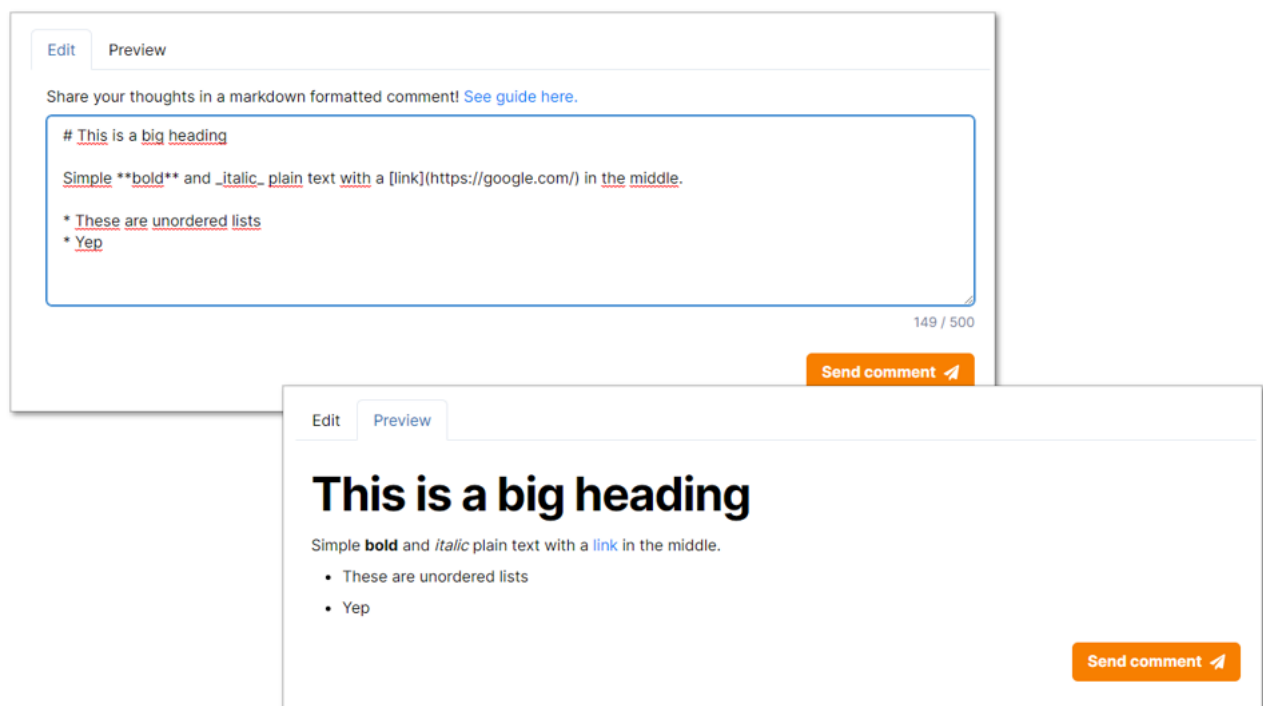 Edit Preview
Share your thoughts in a markdown formatted comment! See guide here.
# This is a big heading
Simple **bold** and _italic_ plain text with a [link](https://google.com/) in the middle.
* These are unordered lists
* Yep
149 / 500
Send comment
Edit Preview
This is a big heading
Simple bold and italic plain text with a link in the middle.
• These are unordered lists
• Yep
Send comment